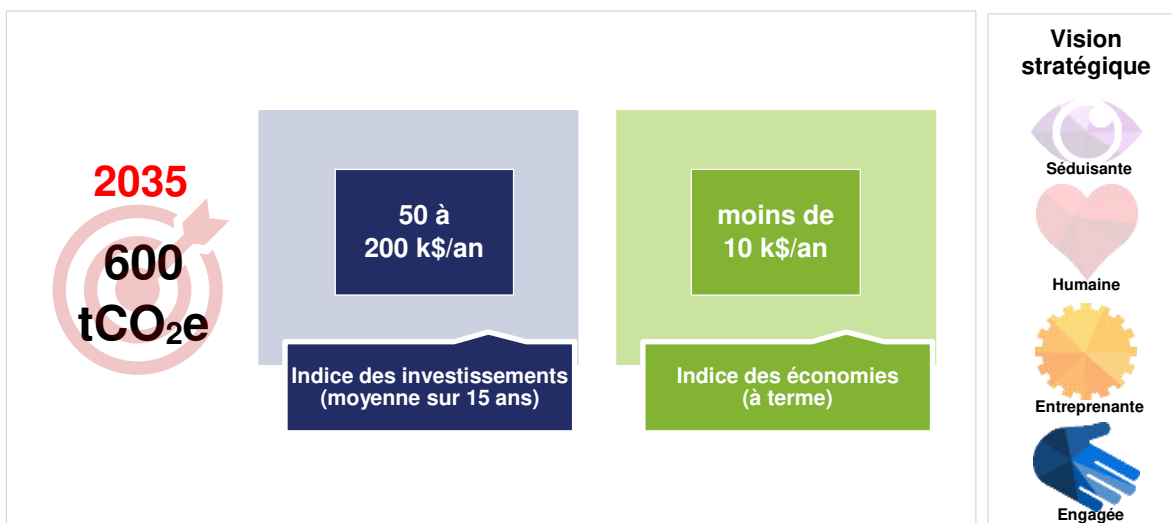 2035
600
tCO₂e
50 à
200 k$/an
Indice des investissements
(moyenne sur 15 ans)
moins de
10 k$/an
Indice des économies
(à terme)
Vision
stratégique
Séduisante
Humaine
Entreprenante
Engagée